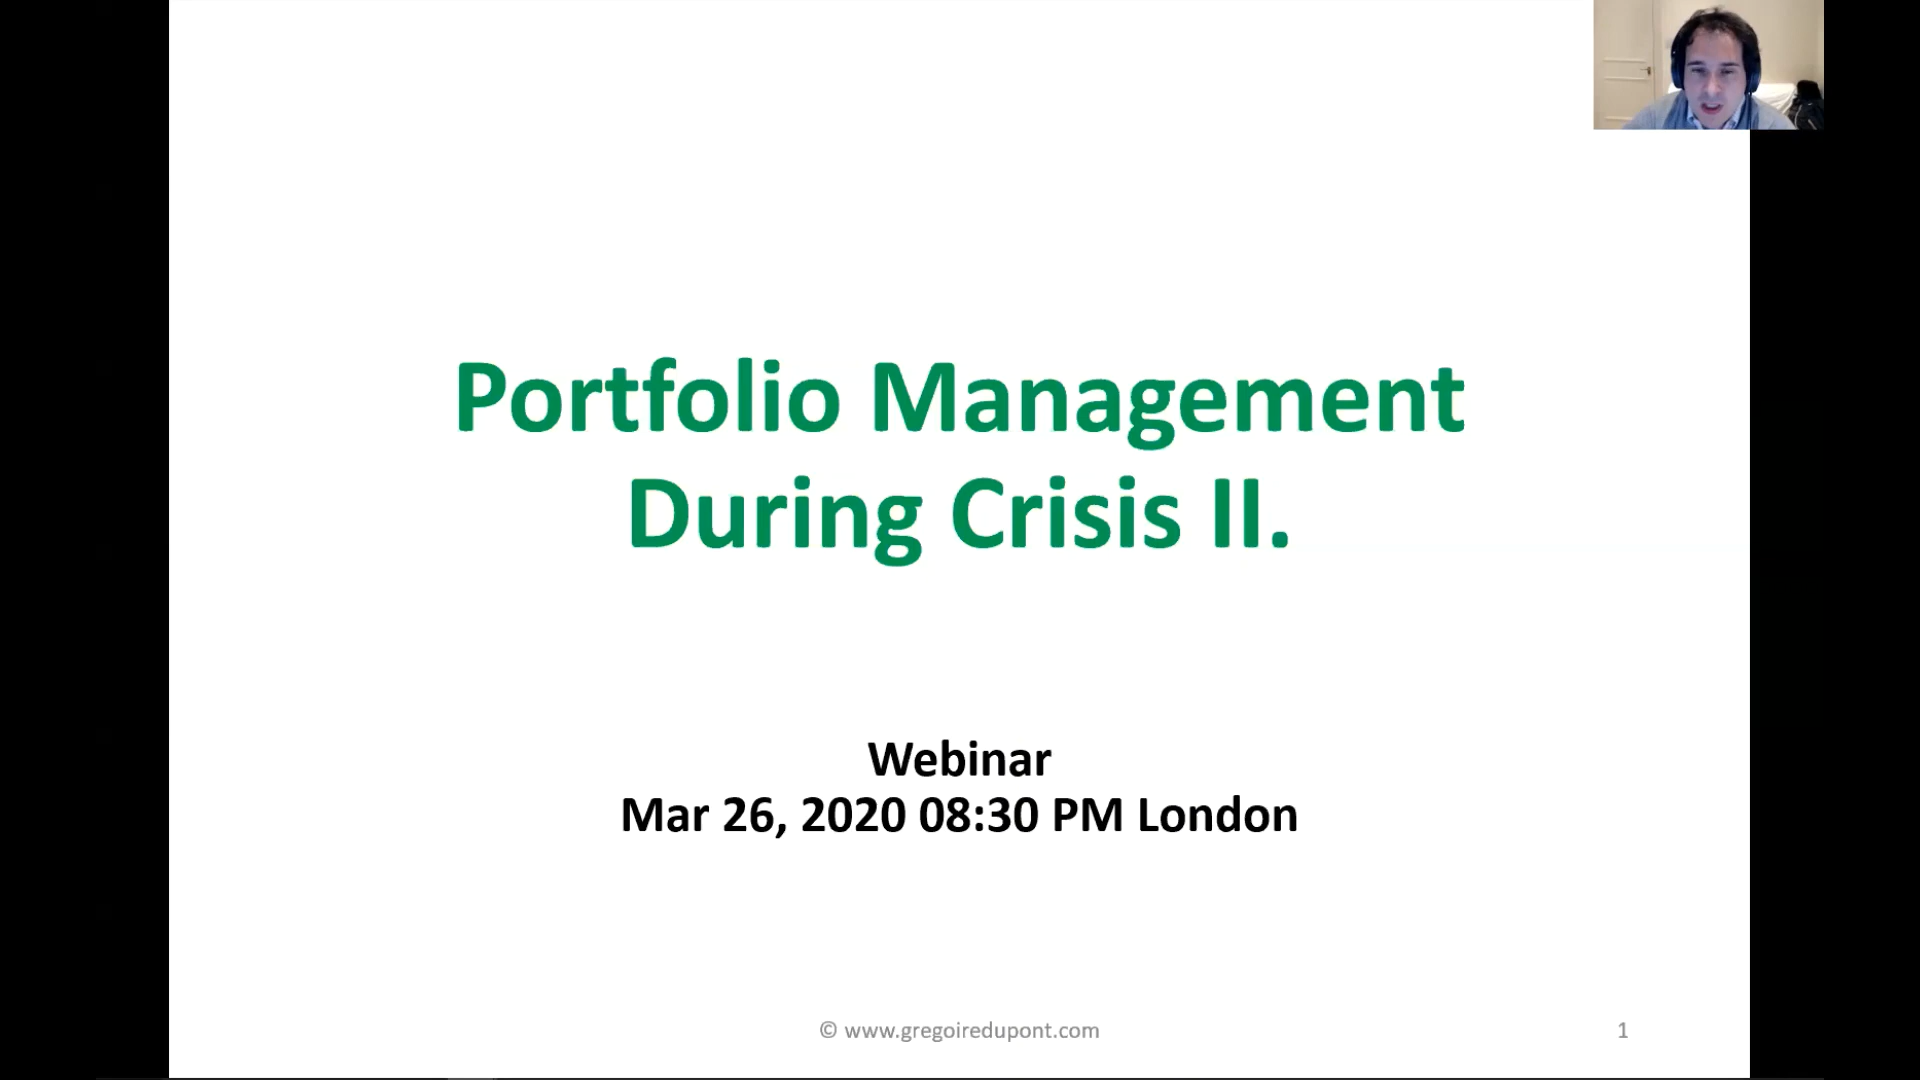 Portfolio Management
During Crisis II.
Webinar
Mar 26, 2020 08:30 PM London
© www.gregoiredupont.com
1